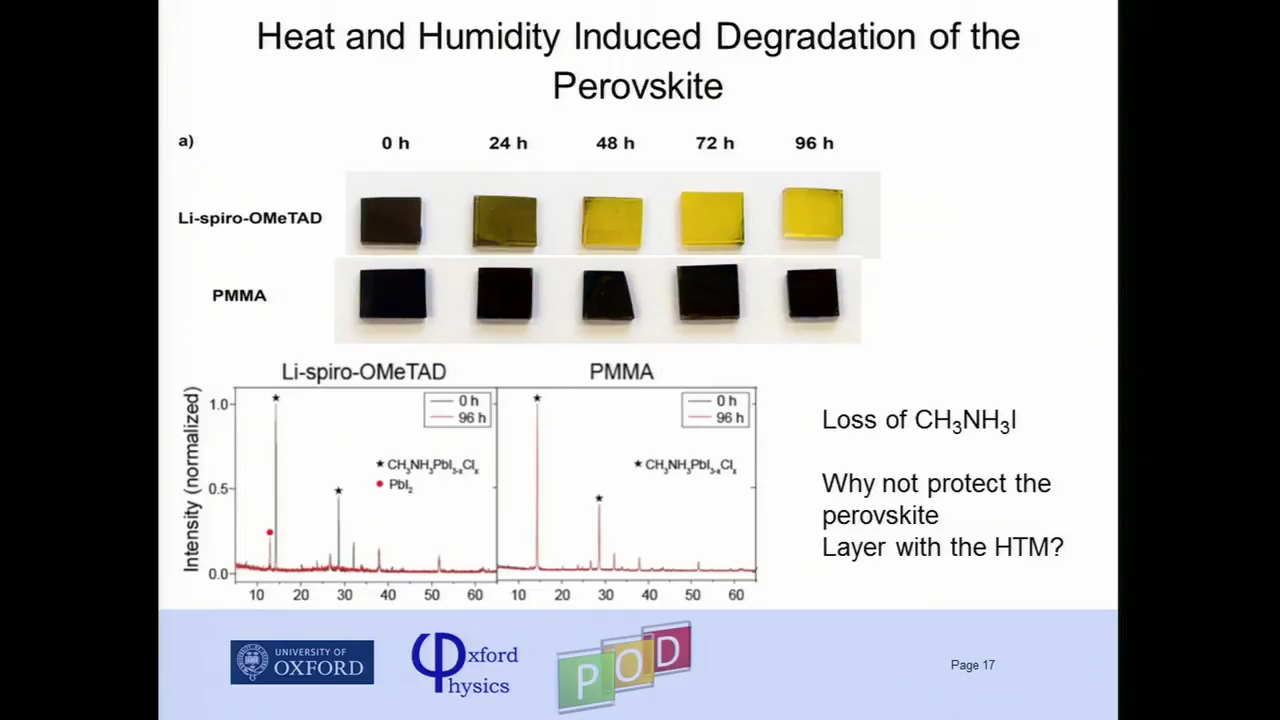 Heat and Humidity Induced Degradation of the
Perovskite
a)
0 h 24 h 48 h 72 h 96 h
Li-spiro-OMeTAD
PMMA
Li-spiro-OMeTAD
PMMA
Intensity (normalized)
1.0
0.5
0.0
0 h
96 h
★ CH₃NH₃PbI₃₋ₓClₓ
● PbI₂
10 20 30 40 50 60
0 h
96 h
★ CH₃NH₃PbI₃₋ₓClₓ
10 20 30 40 50 60
Loss of CH₃NH₃I
Why not protect the
perovskite
Layer with the HTM?
UNIVERSITY OF
OXFORD
Oxford
Physics
POD
Page 17